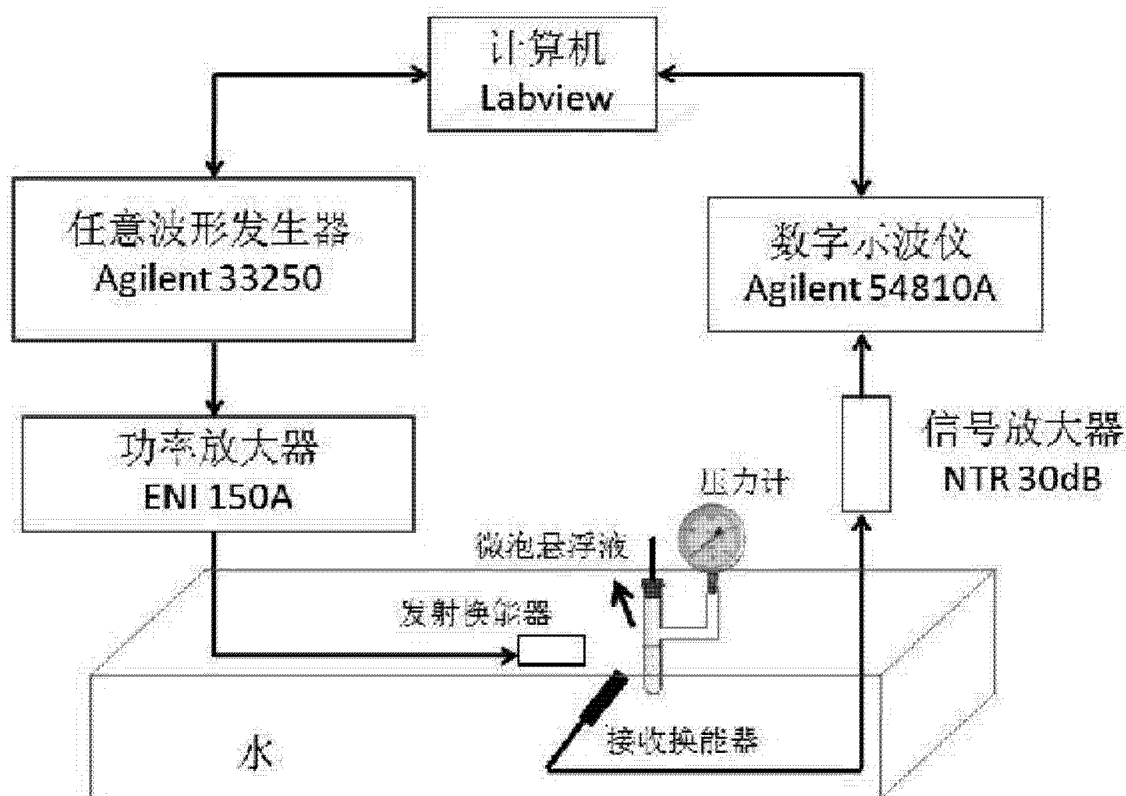 计算机
Labview
任意波形发生器
Agilent 33250
数字示波仪
Agilent 54810A
功率放大器
ENI 150A
信号放大器
NTR 30dB
压力计
微泡悬浮液
发射换能器
接收换能器
水